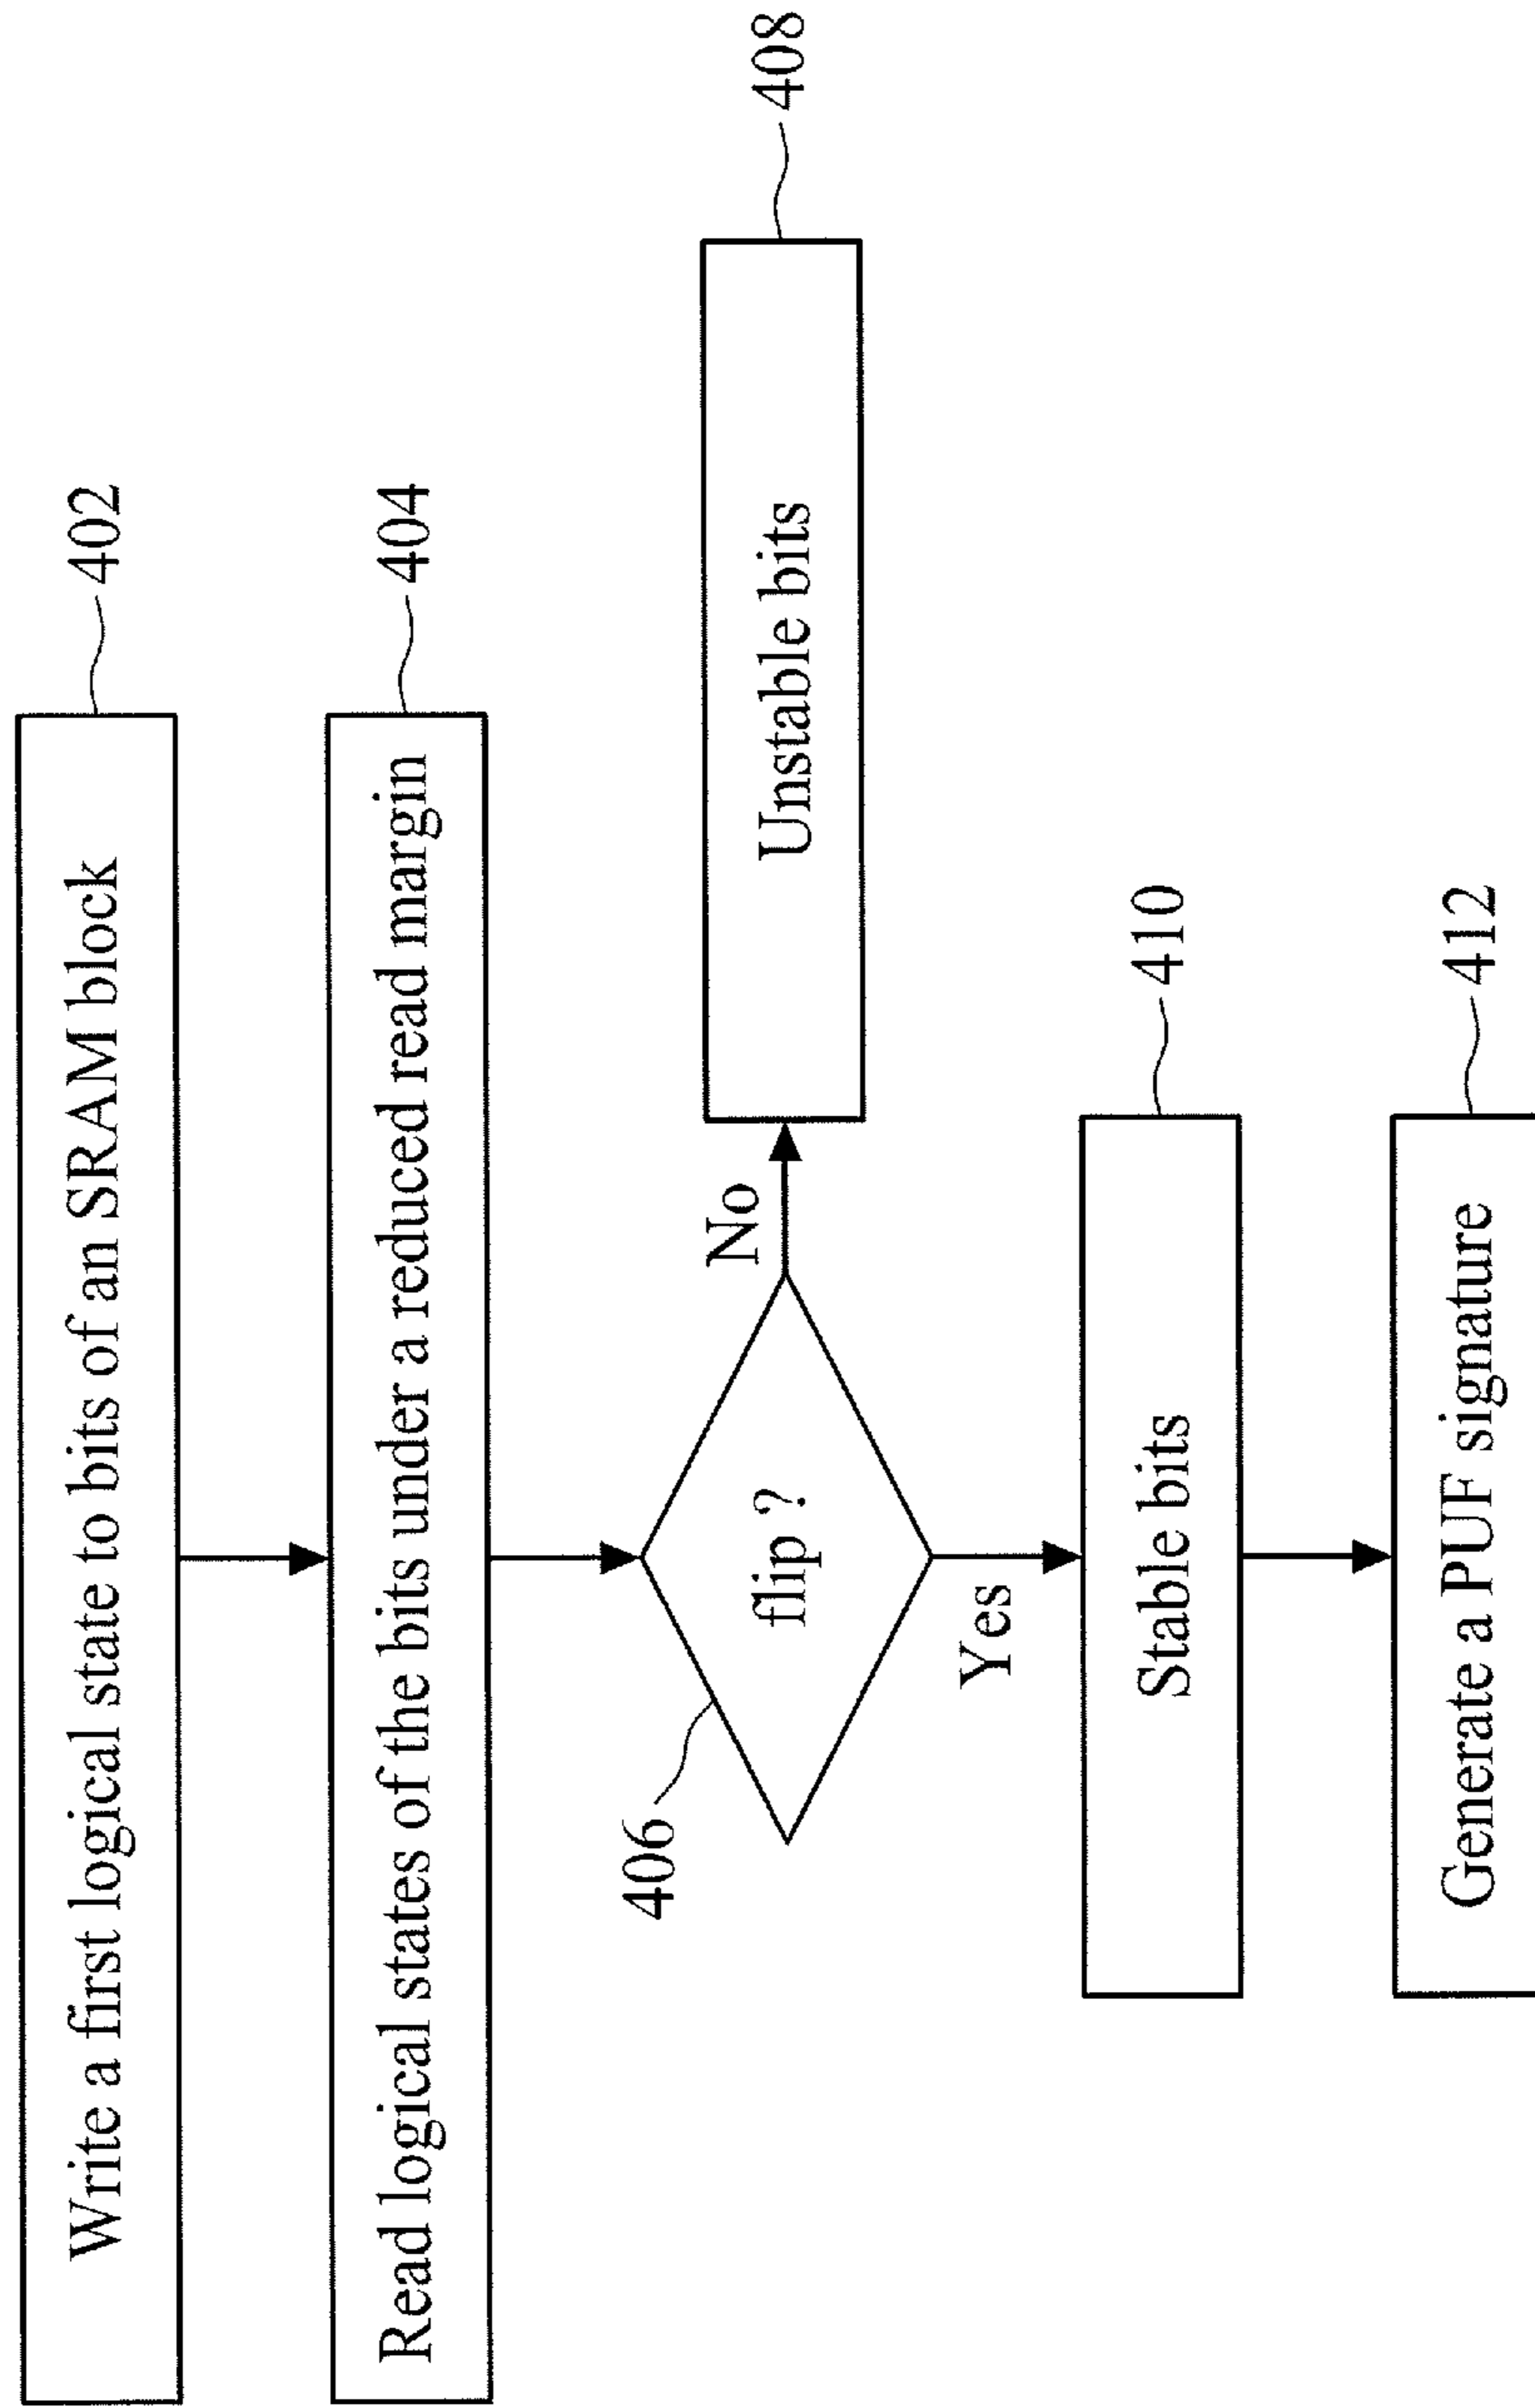 Write a first logical state to bits of an SRAM block
402
Read logical states of the bits under a reduced read margin
404
406
flip ?
No
Unstable bits
408
Yes
Stable bits
410
Generate a PUF signature
412